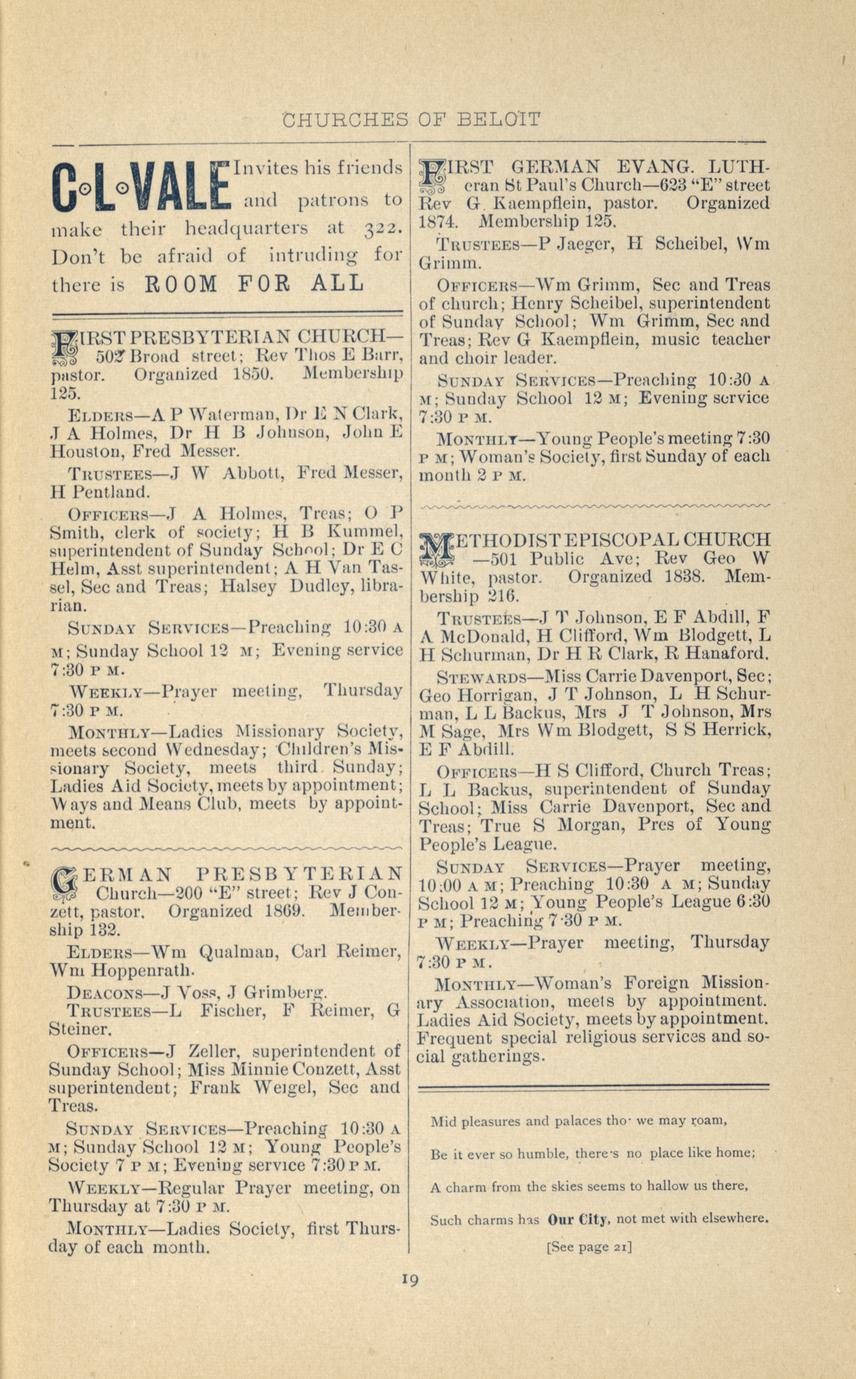 CHURCHES OF BELOIT
C. L. VALE Invites his friends
and patrons to
make their headquarters at 322.
Don't be afraid of intruding for
there is ROOM FOR ALL
FIRST PRESBYTERIAN CHURCH—
502 Broad street; Rev Thos E Barr,
pastor. Organized 1850. Membership
125.
ELDERS—A P Waterman, Dr E N Clark,
J A Holmes, Dr H B Johnson, John E
Houston, Fred Messer.
TRUSTEES—J W Abbott, Fred Messer,
H Pentland.
OFFICERS—J A Holmes, Treas; O P
Smith, clerk of society; H B Kummel,
superintendent of Sunday School; Dr E C
Helm, Asst superintendent; A H Van Tas-
sel, Sec and Treas; Halsey Dudley, libra-
rian.
SUNDAY SERVICES—Preaching 10:30 A
M; Sunday School 12 M; Evening service
7:30 P M.
WEEKLY—Prayer meeting, Thursday
7:30 P M.
MONTHLY—Ladies Missionary Society,
meets second Wednesday; Children's Mis-
sionary Society, meets third Sunday;
Ladies Aid Society, meets by appointment;
Ways and Means Club, meets by appoint-
ment.
GERMAN PRESBYTERIAN
Church—200 "E" street; Rev J Con-
zett, pastor. Organized 1869. Member-
ship 132.
ELDERS—Wm Qualman, Carl Reimer,
Wm Hoppenrath.
DEACONS—J Voss, J Grimberg.
TRUSTEES—L Fischer, F Reimer, G
Steiner.
OFFICERS—J Zeller, superintendent of
Sunday School; Miss Minnie Conzett, Asst
superintendent; Frank Weigel, Sec and
Treas.
SUNDAY SERVICES—Preaching 10:30 A
M; Sunday School 12 M; Young People's
Society 7 P M; Evening service 7:30 P M.
WEEKLY—Regular Prayer meeting, on
Thursday at 7:30 P M.
MONTHLY—Ladies Society, first Thurs-
day of each month.
FIRST GERMAN EVANG. LUTH-
eran St Paul's Church—623 "E" street
Rev G. Kaempflein, pastor. Organized
1874. Membership 125.
TRUSTEES—P Jaeger, H Scheibel, Wm
Grimm.
OFFICERS—Wm Grimm, Sec and Treas
of church; Henry Scheibel, superintendent
of Sunday School; Wm Grimm, Sec and
Treas; Rev G Kaempflein, music teacher
and choir leader.
SUNDAY SERVICES—Preaching 10:30 A
M; Sunday School 12 M; Evening service
7:30 P M.
MONTHLY—Young People's meeting 7:30
P M; Woman's Society, first Sunday of each
month 2 P M.
METHODIST EPISCOPAL CHURCH
—501 Public Ave; Rev Geo W
White, pastor. Organized 1838. Mem-
bership 216.
TRUSTEES—J T Johnson, E F Abdill, F
A McDonald, H Clifford, Wm Blodgett, L
H Schurman, Dr H R Clark, R Hanaford.
STEWARDS—Miss Carrie Davenport, Sec;
Geo Horrigan, J T Johnson, L H Schur-
man, L L Backus, Mrs J T Johnson, Mrs
M Sage, Mrs Wm Blodgett, S S Herrick,
E F Abdill.
OFFICERS—H S Clifford, Church Treas;
L L Backus, superintendent of Sunday
School; Miss Carrie Davenport, Sec and
Treas; True S Morgan, Pres of Young
People's League.
SUNDAY SERVICES—Prayer meeting,
10:00 A M; Preaching 10:30 A M; Sunday
School 12 M; Young People's League 6:30
P M; Preaching 7:30 P M.
WEEKLY—Prayer meeting, Thursday
7:30 P M.
MONTHLY—Woman's Foreign Mission-
ary Association, meets by appointment.
Ladies Aid Society, meets by appointment.
Frequent special religious services and so-
cial gatherings.
Mid pleasures and palaces tho' we may roam,
Be it ever so humble, there's no place like home;
A charm from the skies seems to hallow us there,
Such charms has Our City, not met with elsewhere.
[See page 21]
19